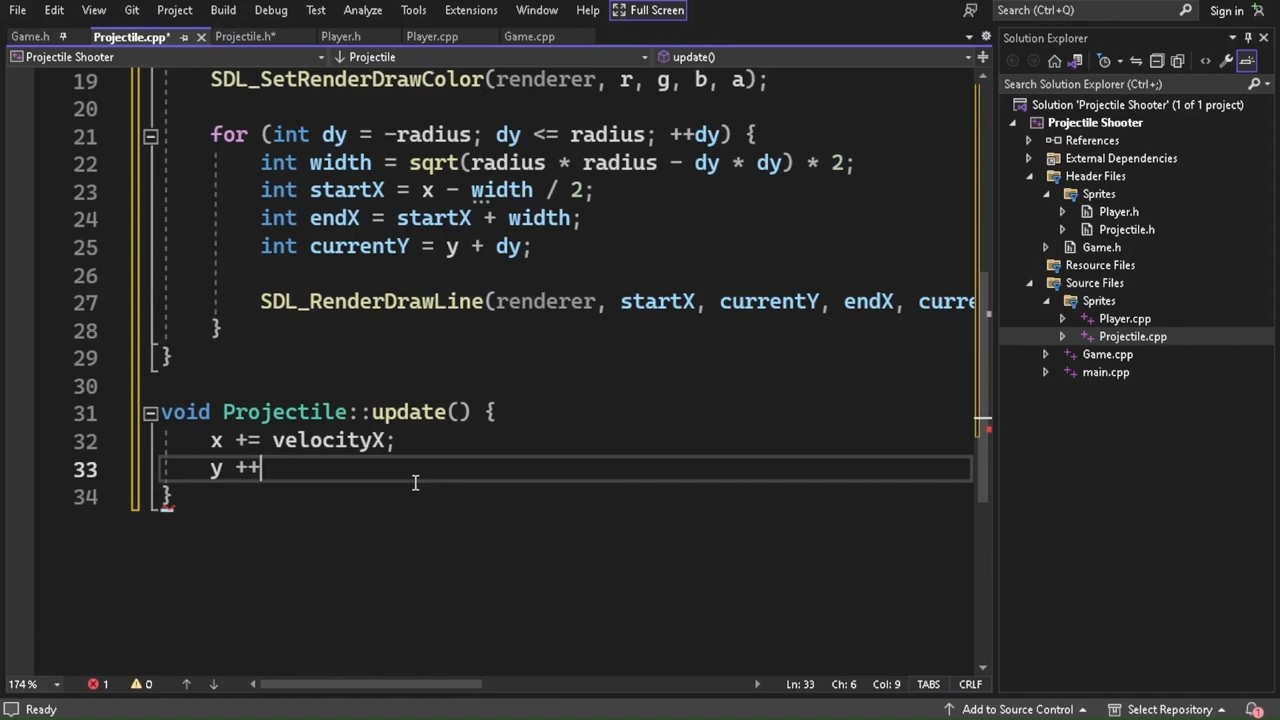 File Edit View Git Project Build Debug Test Analyze Tools Extensions Window Help Full Screen Search (Ctrl+Q) Sign in
Game.h Projectile.cpp* Projectile.h* Player.h Player.cpp Game.cpp
Projectile Shooter Projectile update()
19 SDL_SetRenderDrawColor(renderer, r, g, b, a);
20
21 for (int dy = -radius; dy <= radius; ++dy) {
22 int width = sqrt(radius * radius - dy * dy) * 2;
23 int startX = x - width / 2;
24 int endX = startX + width;
25 int currentY = y + dy;
26
27 SDL_RenderDrawLine(renderer, startX, currentY, endX, curre
28 }
29 }
30
31 void Projectile::update() {
32 x += velocityX;
33 y ++
34 }
174 % 1 0 Ln: 33 Ch: 6 Col: 9 TABS CRLF
Ready Add to Source Control Select Repository 1
Solution Explorer
Search Solution Explorer (Ctrl+;)
Solution 'Projectile Shooter' (1 of 1 project)
Projectile Shooter
References
External Dependencies
Header Files
Sprites
Player.h
Projectile.h
Game.h
Resource Files
Source Files
Sprites
Player.cpp
Projectile.cpp
Game.cpp
main.cpp